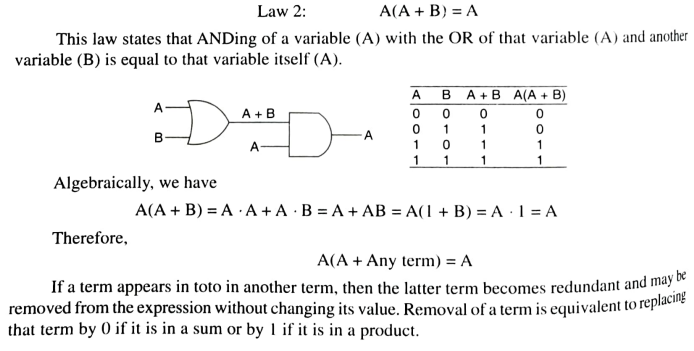 Law 2: A(A + B) = A
This law states that ANDing of a variable (A) with the OR of that variable (A) and another
variable (B) is equal to that variable itself (A).
A
B
A + B
A
A
A B A + B A(A + B)
0 0 0 0
0 1 1 0
1 0 1 1
1 1 1 1
Algebraically, we have
A(A + B) = A · A + A · B = A + AB = A(1 + B) = A · 1 = A
Therefore,
A(A + Any term) = A
If a term appears in toto in another term, then the latter term becomes redundant and may be
removed from the expression without changing its value. Removal of a term is equivalent to replacing
that term by 0 if it is in a sum or by 1 if it is in a product.